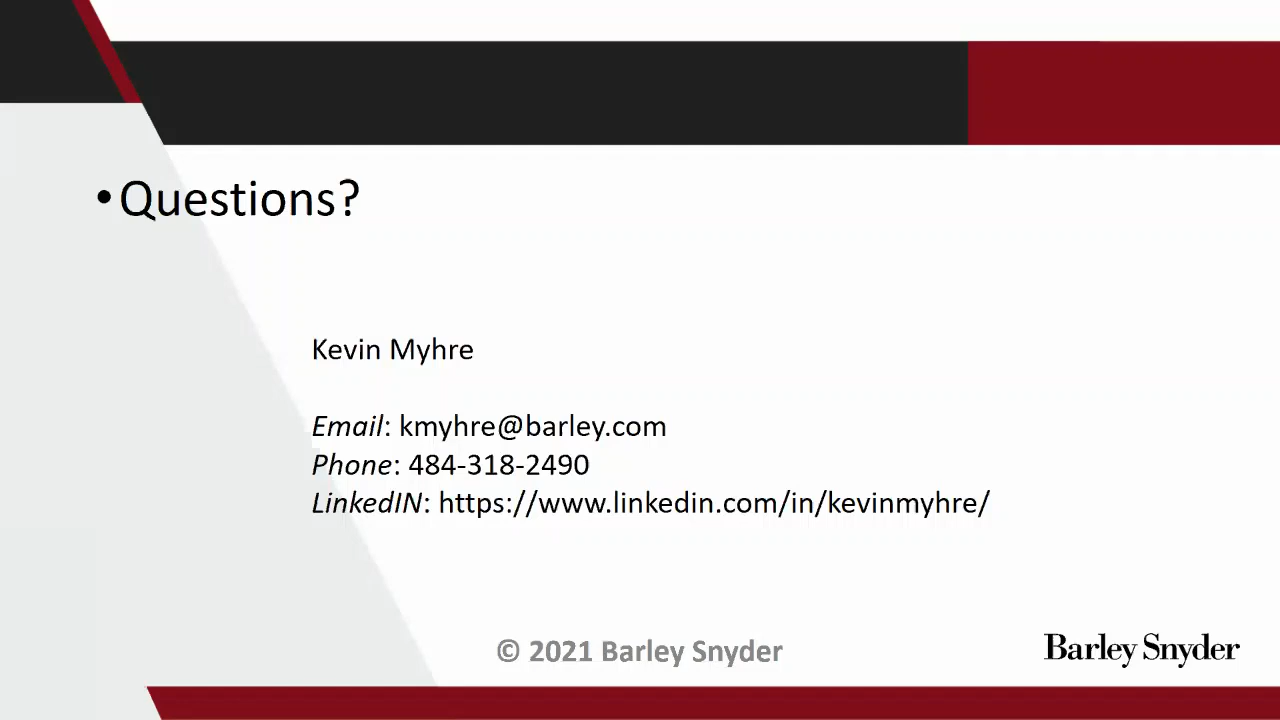 •Questions?
Kevin Myhre
Email: kmyhre@barley.com
Phone: 484-318-2490
LinkedIN: https://www.linkedin.com/in/kevinmyhre/
© 2021 Barley Snyder
Barley Snyder